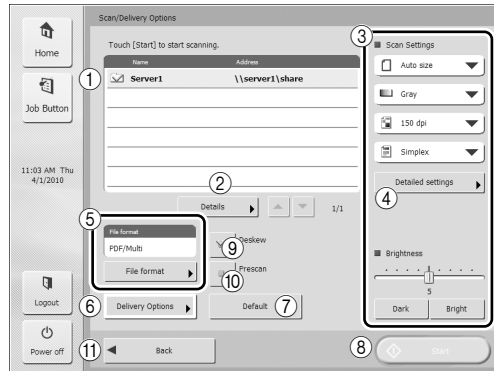 Scan/Delivery Options
Home
Job Button
11:03 AM Thu
4/1/2010
Logout
Power off
Touch [Start] to start scanning.
Name Address
1 Server1 \\server1\share
2
Details 1/1
5
File format
PDF/Multi
File format
9 Deskew
10 Prescan
6 Delivery Options
Default 7
11 Back
3
Scan Settings
Auto size
Gray
150 dpi
Simplex
Detailed settings
4
Brightness
5
Dark Bright
8 Start